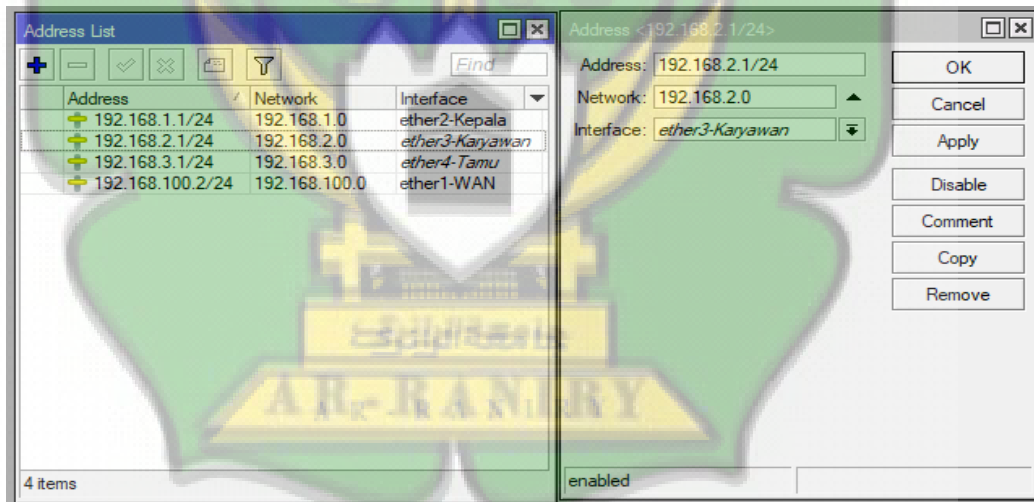 Address List
Find
Address Network Interface
192.168.1.1/24 192.168.1.0 ether2-Kepala
192.168.2.1/24 192.168.2.0 ether3-Karyawan
192.168.3.1/24 192.168.3.0 ether4-Tamu
192.168.100.2/24 192.168.100.0 ether1-WAN
4 items
Address <192.168.2.1/24>
Address: 192.168.2.1/24
Network: 192.168.2.0
Interface: ether3-Karyawan
OK
Cancel
Apply
Disable
Comment
Copy
Remove
enabled
جامعة الرانيري
AR-RANIRY